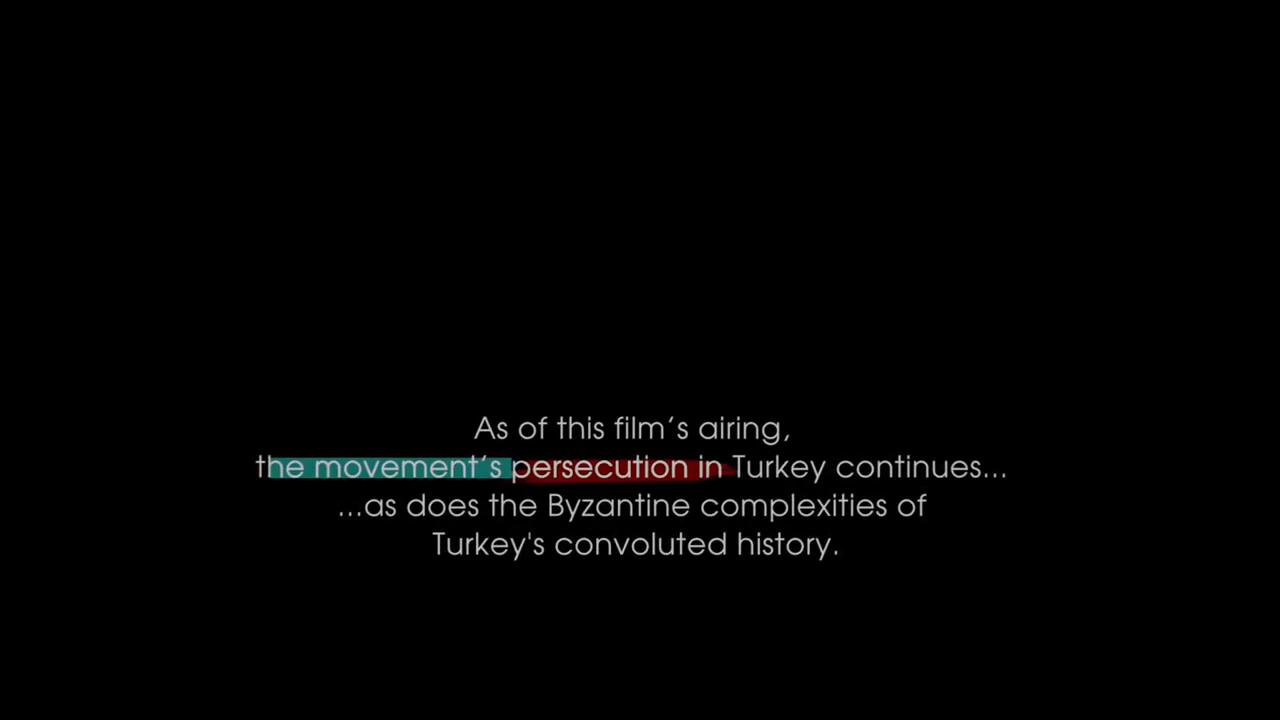 As of this film’s airing,
the movement’s persecution in Turkey continues...
...as does the Byzantine complexities of
Turkey's convoluted history.